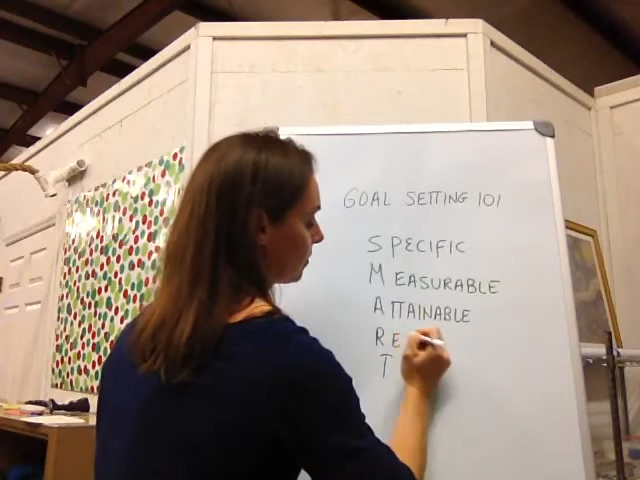 GOAL SETTING 101
SPECIFIC
MEASURABLE
ATTAINABLE
RE
T